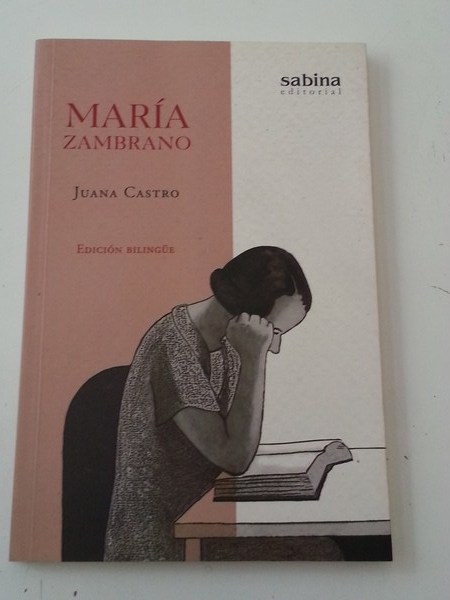 sabina
editorial
MARÍA
ZAMBRANO
JUANA CASTRO
EDICIÓN BILINGÜE